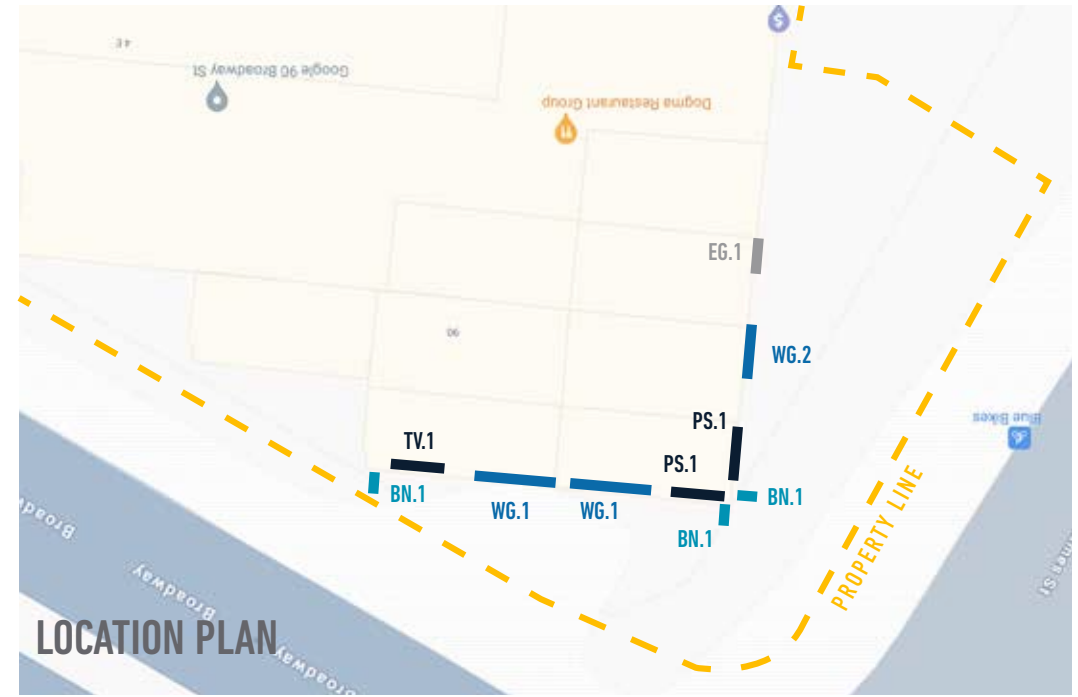 $
4E
Google 90 Broadway St
Dogma Restaurant Group
EG.1
90
WG.2
Blue Bikes
PS.1
TV.1
PS.1
BN.1
WG.1
WG.1
BN.1
BN.1
PROPERTY LINE
Broadway
Broadway
LOCATION PLAN
Broadway